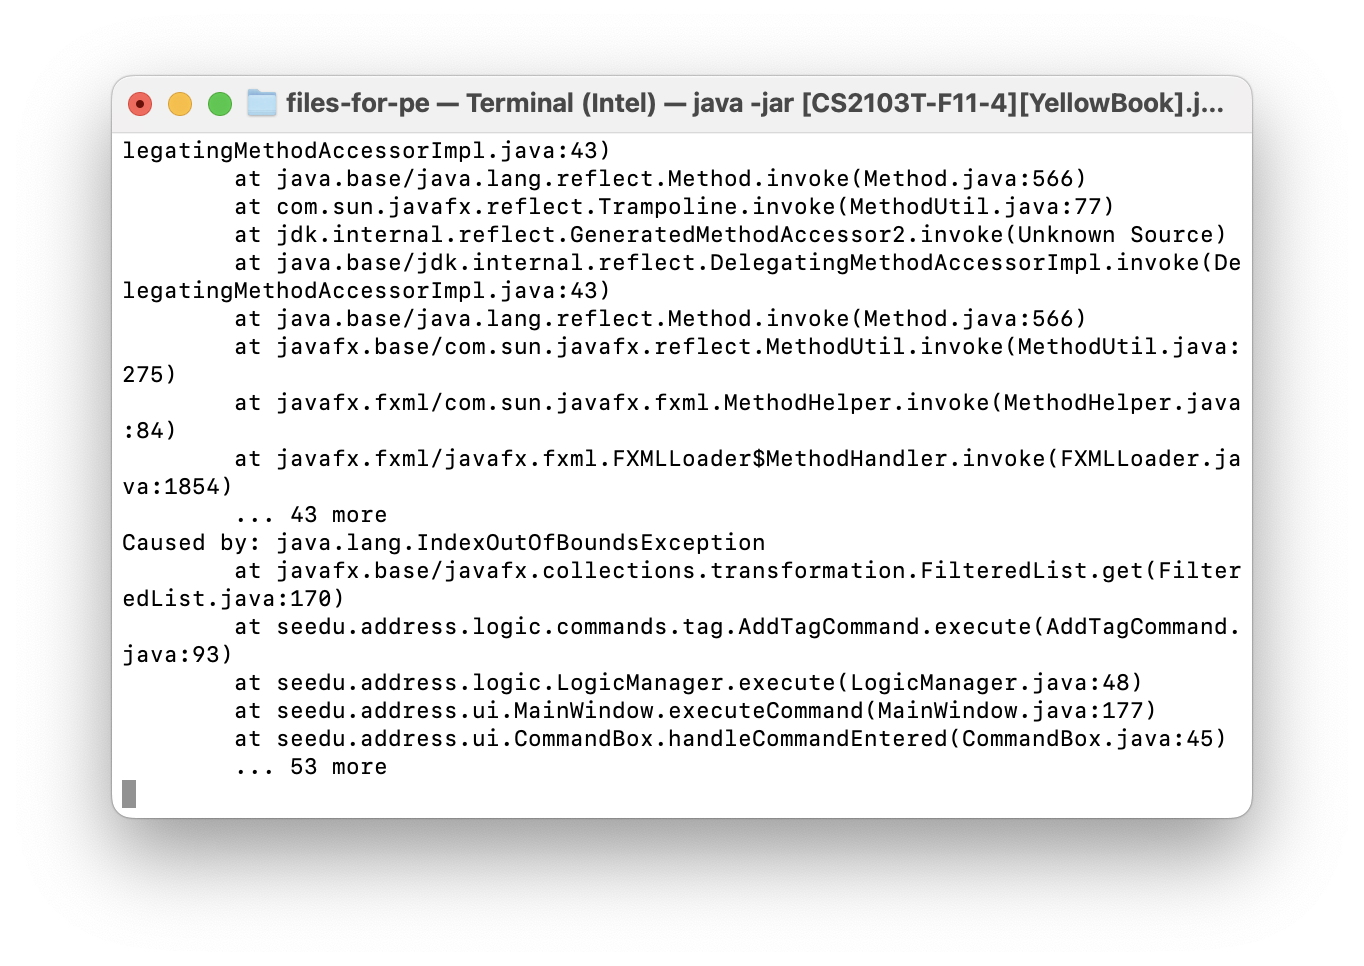 files-for-pe — Terminal (Intel) — java -jar [CS2103T-F11-4][YellowBook].j...
legatingMethodAccessorImpl.java:43)
at java.base/java.lang.reflect.Method.invoke(Method.java:566)
at com.sun.javafx.reflect.Trampoline.invoke(MethodUtil.java:77)
at jdk.internal.reflect.GeneratedMethodAccessor2.invoke(Unknown Source)
at java.base/jdk.internal.reflect.DelegatingMethodAccessorImpl.invoke(De
legatingMethodAccessorImpl.java:43)
at java.base/java.lang.reflect.Method.invoke(Method.java:566)
at javafx.base/com.sun.javafx.reflect.MethodUtil.invoke(MethodUtil.java:
275)
at javafx.fxml/com.sun.javafx.fxml.MethodHelper.invoke(MethodHelper.java
:84)
at javafx.fxml/javafx.fxml.FXMLLoader$MethodHandler.invoke(FXMLLoader.ja
va:1854)
... 43 more
Caused by: java.lang.IndexOutOfBoundsException
at javafx.base/javafx.collections.transformation.FilteredList.get(Filter
edList.java:170)
at seedu.address.logic.commands.tag.AddTagCommand.execute(AddTagCommand.
java:93)
at seedu.address.logic.LogicManager.execute(LogicManager.java:48)
at seedu.address.ui.MainWindow.executeCommand(MainWindow.java:177)
at seedu.address.ui.CommandBox.handleCommandEntered(CommandBox.java:45)
... 53 more